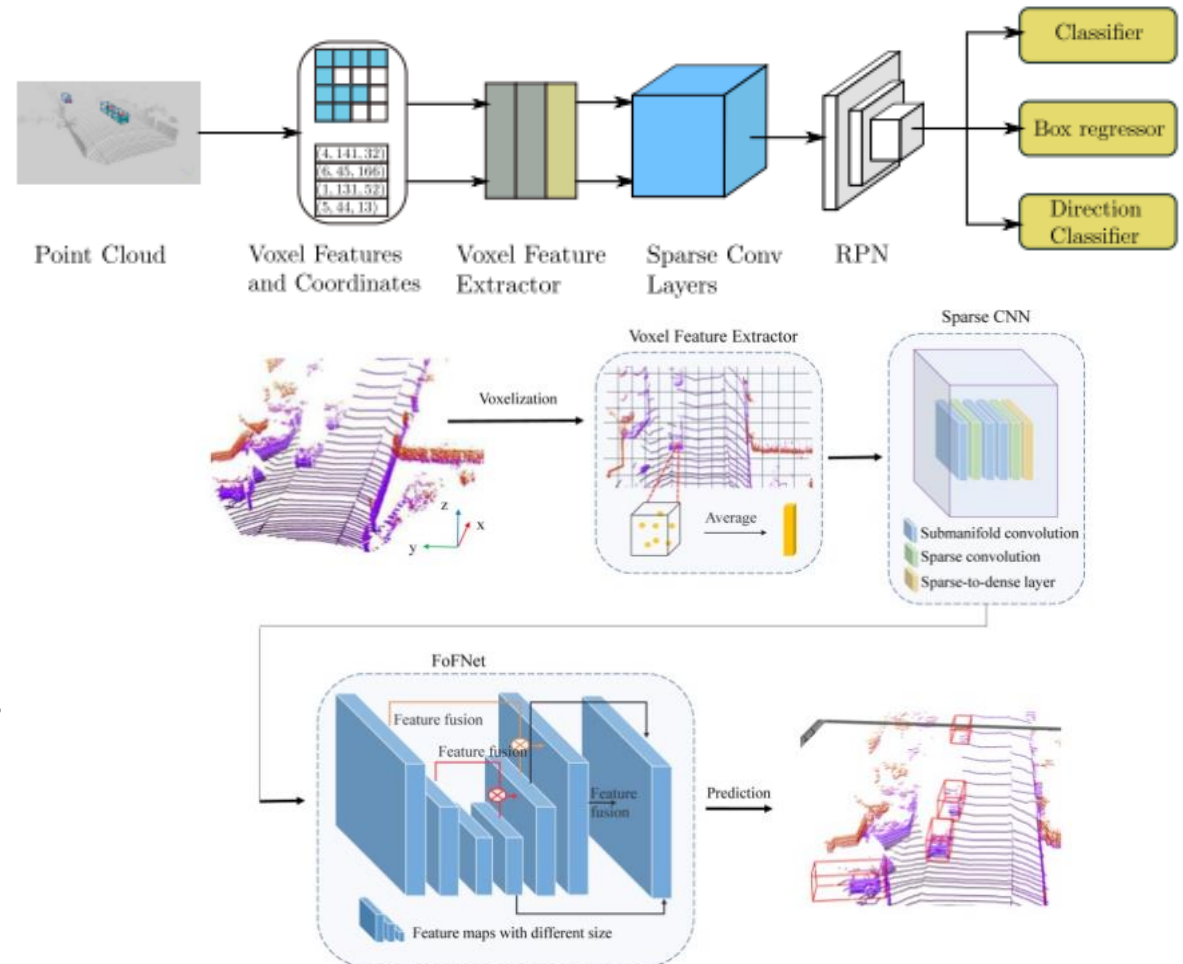 Classifier
(4, 141, 32)
(6, 45, 166)
(1, 131, 52)
(5, 44, 13)
Box regressor
Direction
Classifier
Point Cloud
Voxel Features
and Coordinates
Voxel Feature
Extractor
Sparse Conv
Layers
RPN
Sparse CNN
Voxel Feature Extractor
Voxelization
z
x
y
Average
Submanifold convolution
Sparse convolution
Sparse-to-dense layer
FoFNet
Feature fusion
Feature fusion
Feature
fusion
Prediction
Feature maps with different size